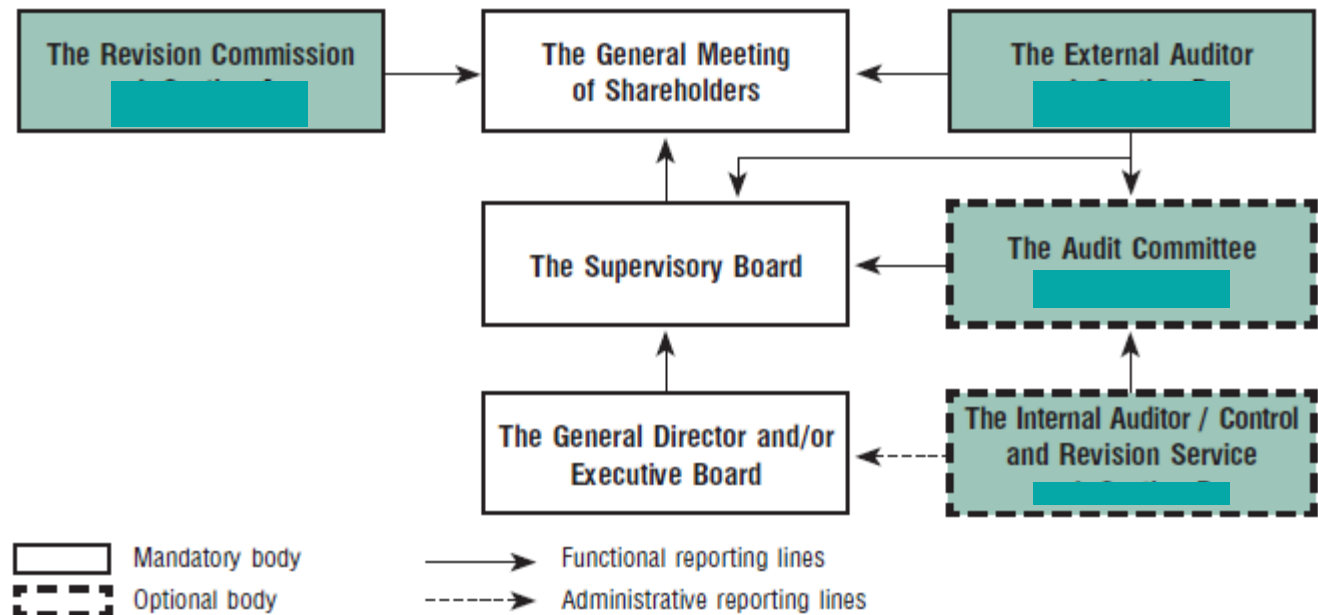 The Revision Commission
The General Meeting
of Shareholders
The External Auditor
The Supervisory Board
The Audit Committee
The General Director and/or
Executive Board
The Internal Auditor / Control
and Revision Service
Mandatory body
Functional reporting lines
Optional body
Administrative reporting lines